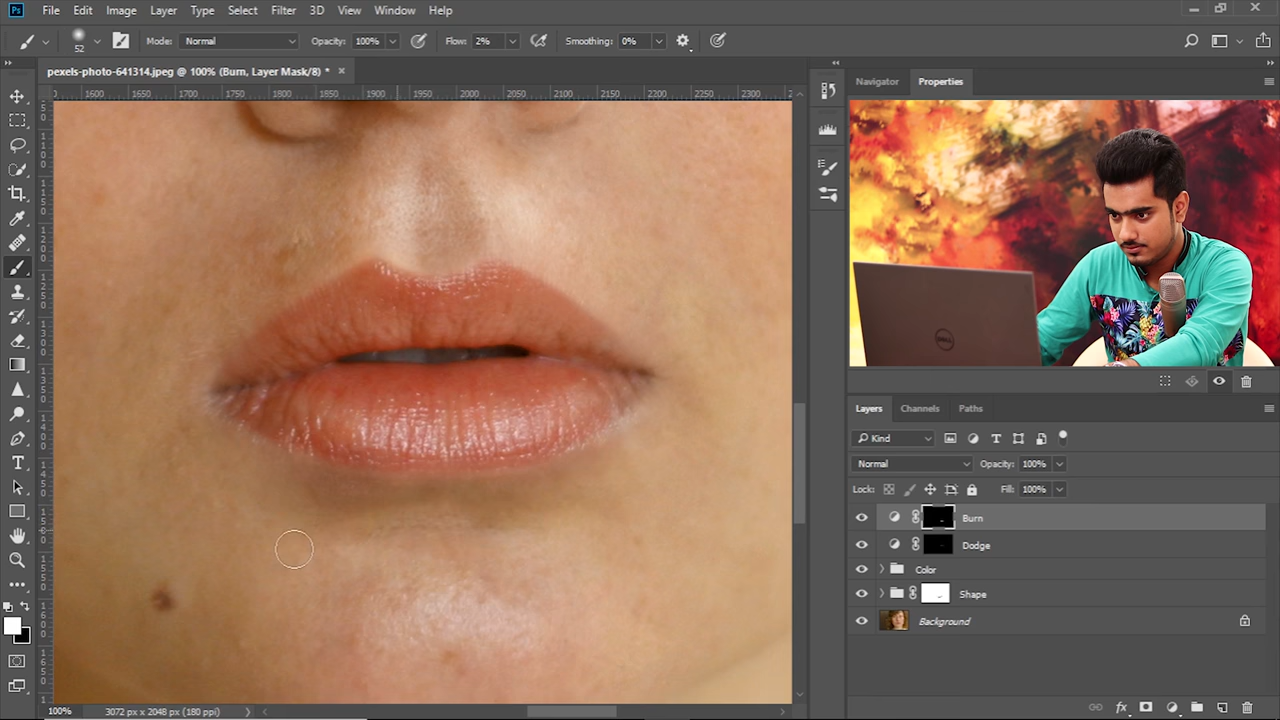 Ps File Edit Image Layer Type Select Filter 3D View Window Help
52 Mode: Normal Opacity: 100% Flow: 2% Smoothing: 0%
pexels-photo-641314.jpeg @ 100% (Burn, Layer Mask/8) * ×
1600 1650 1700 1750 1800 1850 1900 1950 2000 2050 2100 2150 2200 2250 2300
Navigator Properties
DELL
Layers Channels Paths
Kind
Normal Opacity: 100%
Lock: Fill: 100%
Burn
Dodge
Color
Shape
Background
100% 3072 px x 2048 px (180 ppi)